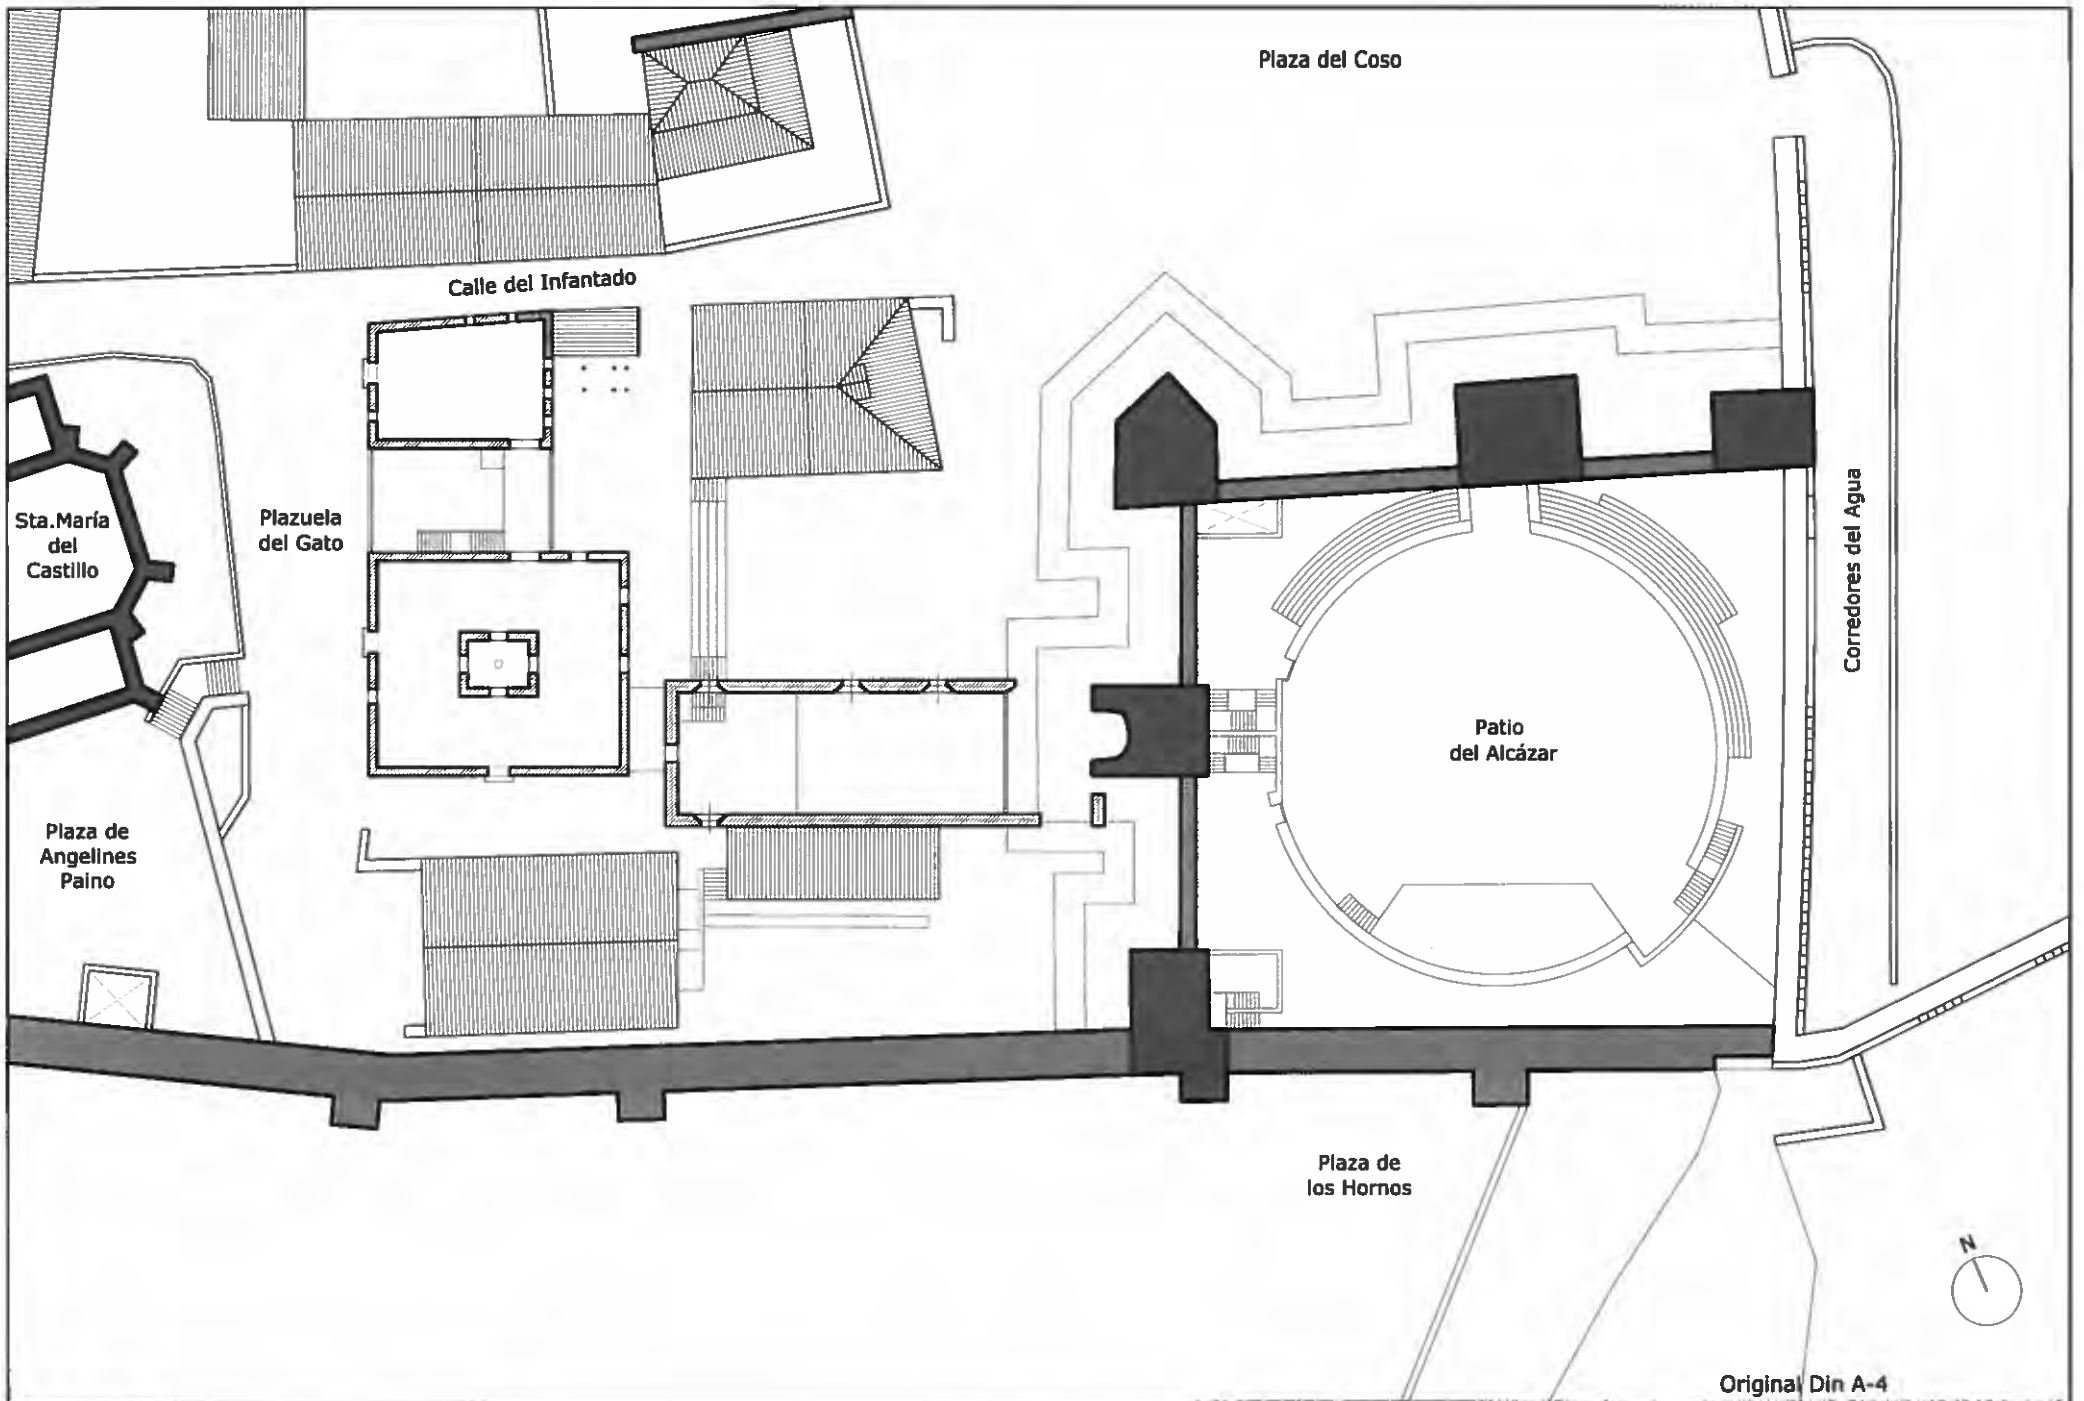 Plaza del Coso
Calle del Infantado
Sta.María
del
Castillo
Plazuela
del Gato
Corredores del Agua
Patio
del Alcázar
Plaza de
Angelines
Paino
Plaza de
los Hornos
N
Original Din A-4